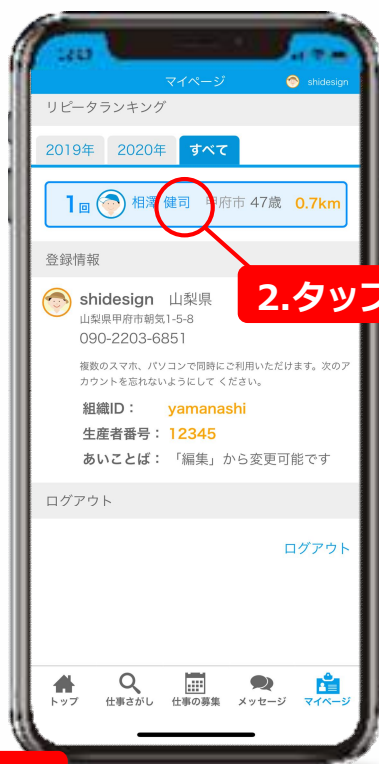 マイページ
shidesign
リピータランキング
2019年 2020年 すべて
1回 相澤 健司 甲府市 47歳 0.7km
登録情報
2.タップ
shidesign 山梨県
山梨県甲府市朝気1-5-8
090-2203-6851
複数のスマホ、パソコンで同時にご利用いただけます。次のア
カウントを忘れないようにして ください。
組織ID： yamanashi
生産者番号： 12345
あいことば： 「編集」から変更可能です
ログアウト
ログアウト
トップ 仕事さがし 仕事の募集 メッセージ マイページ